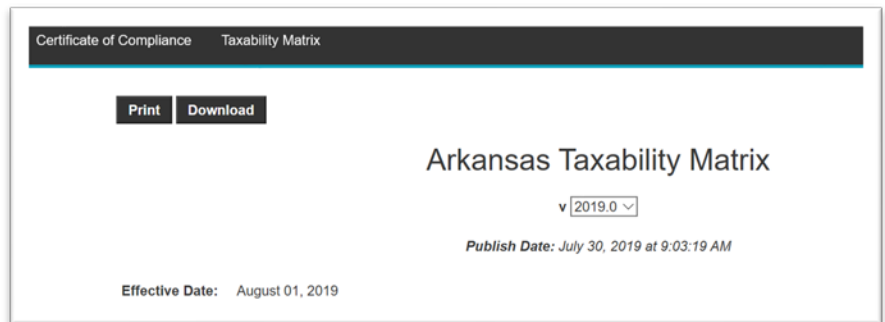 Certificate of Compliance Taxability Matrix
Print Download
Arkansas Taxability Matrix
v 2019.0
Publish Date: July 30, 2019 at 9:03:19 AM
Effective Date: August 01, 2019